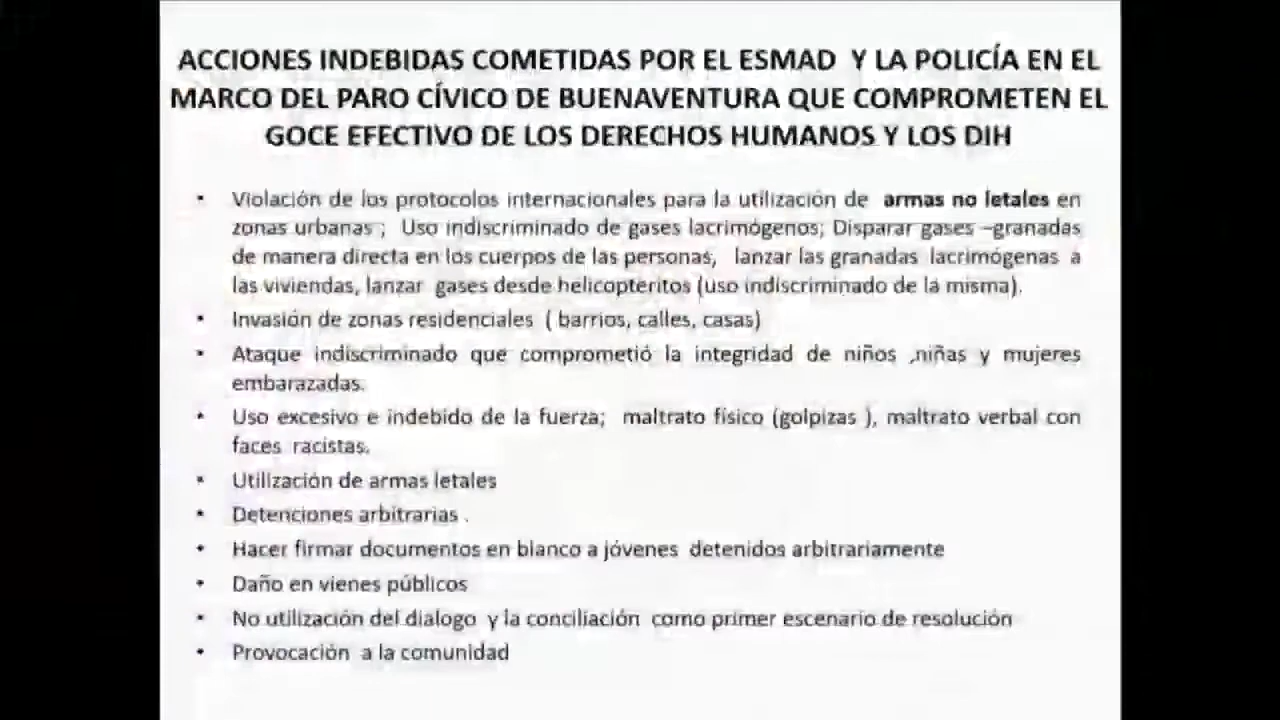 ACCIONES INDEBIDAS COMETIDAS POR EL ESMAD Y LA POLICÍA EN EL
MARCO DEL PARO CÍVICO DE BUENAVENTURA QUE COMPROMETEN EL
GOCE EFECTIVO DE LOS DERECHOS HUMANOS Y LOS DIH
• Violación de los protocolos internacionales para la utilización de armas no letales en
zonas urbanas ; Uso indiscriminado de gases lacrimógenos; Disparar gases –granadas
de manera directa en los cuerpos de las personas, lanzar las granadas lacrimógenas a
las viviendas, lanzar gases desde helicopteritos (uso indiscriminado de la misma).
• Invasión de zonas residenciales ( barrios, calles, casas)
• Ataque indiscriminado que comprometió la integridad de niños ,niñas y mujeres
embarazadas.
• Uso excesivo e indebido de la fuerza; maltrato físico (golpizas ), maltrato verbal con
faces racistas.
• Utilización de armas letales
• Detenciones arbitrarias .
• Hacer firmar documentos en blanco a jóvenes detenidos arbitrariamente
• Daño en vienes públicos
• No utilización del dialogo y la conciliación como primer escenario de resolución
• Provocación a la comunidad